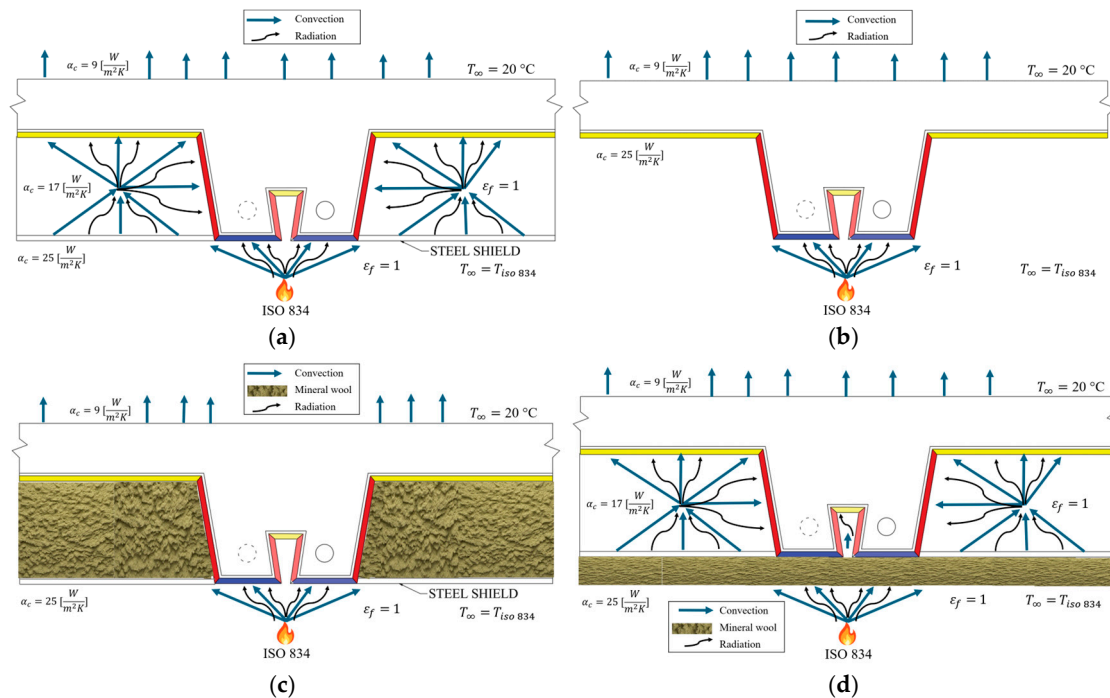 Convection
Radiation
α_c = 9 [W/m²K]
T_∞ = 20 °C
α_c = 17 [W/m²K]
ε_f = 1
STEEL SHIELD
α_c = 25 [W/m²K]
ε_f = 1
T_∞ = T_iso 834
ISO 834
(a)
Convection
Radiation
α_c = 9 [W/m²K]
T_∞ = 20 °C
α_c = 25 [W/m²K]
ε_f = 1
T_∞ = T_iso 834
ISO 834
(b)
Convection
Mineral wool
Radiation
α_c = 9 [W/m²K]
T_∞ = 20 °C
STEEL SHIELD
α_c = 25 [W/m²K]
ε_f = 1
T_∞ = T_iso 834
ISO 834
(c)
α_c = 9 [W/m²K]
T_∞ = 20 °C
α_c = 17 [W/m²K]
ε_f = 1
α_c = 25 [W/m²K]
ε_f = 1
T_∞ = T_iso 834
Convection
Mineral wool
Radiation
ISO 834
(d)